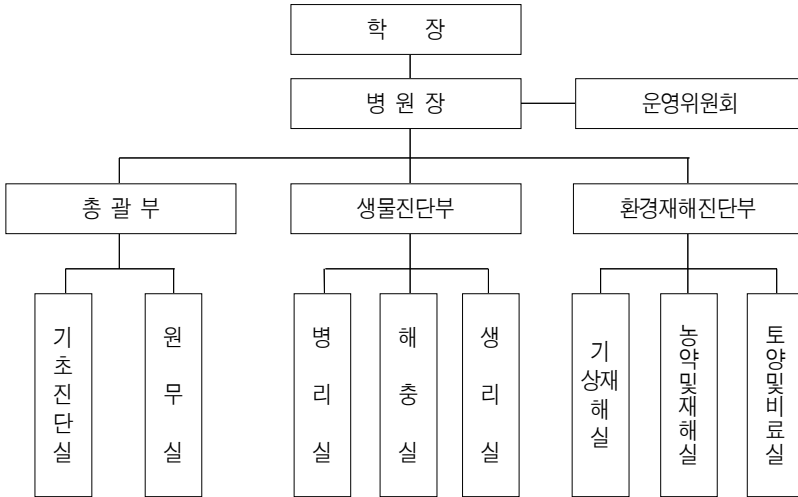 학 장
병 원 장
운영위원회
총 괄 부
생물진단부
환경재해진단부
기초진단실
원무실
병리실
해충실
생리실
기상재해실
농약및재해실
토양및비료실